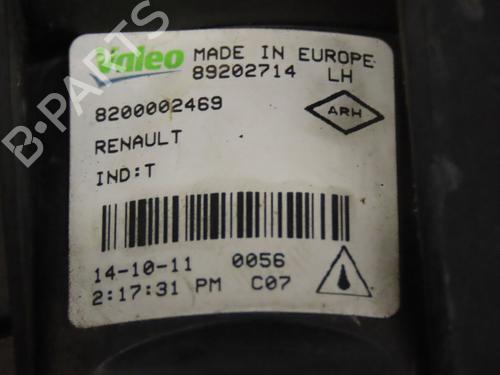 Valeo MADE IN EUROPE
89202714 LH
8200002469
ARH
RENAULT
IND:T
14-10-11 0056
2:17:31 PM C07